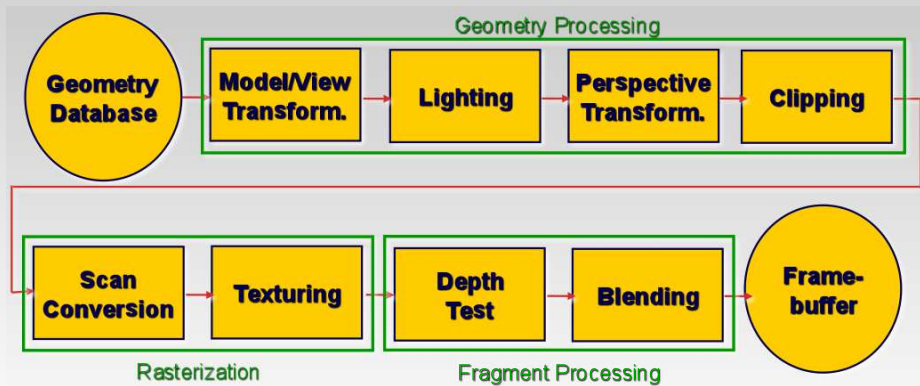 Geometry Processing
Geometry
Database
Model/View
Transform.
Lighting
Perspective
Transform.
Clipping
Scan
Conversion
Texturing
Depth
Test
Blending
Frame-
buffer
Rasterization
Fragment Processing